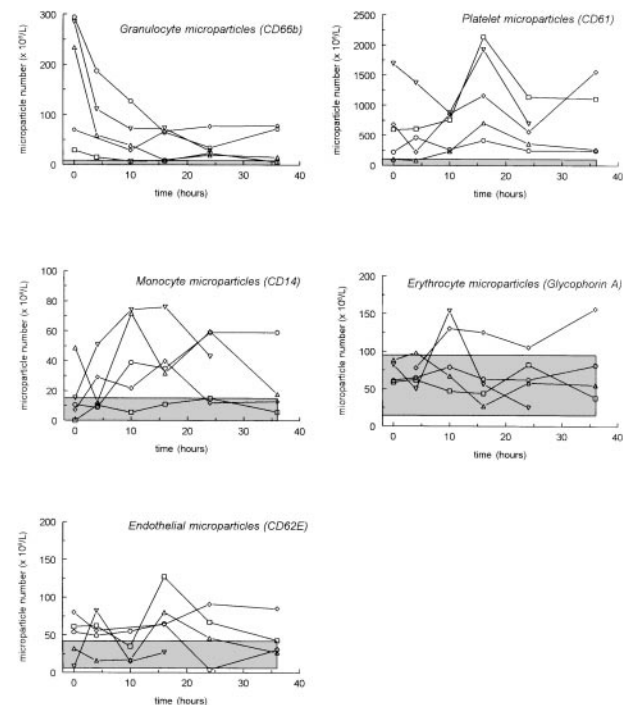 Granulocyte microparticles (CD66b)
microparticle number (x 10⁶/L)
300
200
100
0
0 10 20 30 40
time (hours)
Platelet microparticles (CD61)
microparticle number (x 10⁶/L)
2500
2000
1500
1000
500
0
0 10 20 30 40
time (hours)
Monocyte microparticles (CD14)
microparticle number (x 10⁶/L)
100
80
60
40
20
0
0 10 20 30 40
time (hours)
Erythrocyte microparticles (Glycophorin A)
microparticle number (x 10⁶/L)
200
150
100
50
0
0 10 20 30 40
time (hours)
Endothelial microparticles (CD62E)
microparticle number (x 10⁶/L)
200
150
100
50
0
0 10 20 30 40
time (hours)